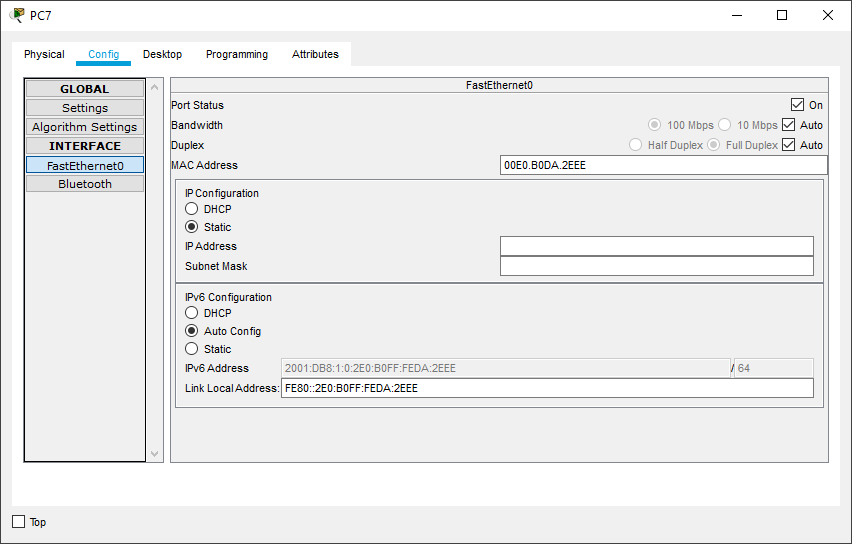 PC7
Physical Config Desktop Programming Attributes
GLOBAL
Settings
Algorithm Settings
INTERFACE
FastEthernet0
Bluetooth
FastEthernet0
Port Status On
Bandwidth 100 Mbps 10 Mbps Auto
Duplex Half Duplex Full Duplex Auto
MAC Address 00E0.B0DA.2EEE
IP Configuration
DHCP
Static
IP Address
Subnet Mask
IPv6 Configuration
DHCP
Auto Config
Static
IPv6 Address 2001:DB8:1:0:2E0:B0FF:FEDA:2EEE / 64
Link Local Address: FE80::2E0:B0FF:FEDA:2EEE
Top